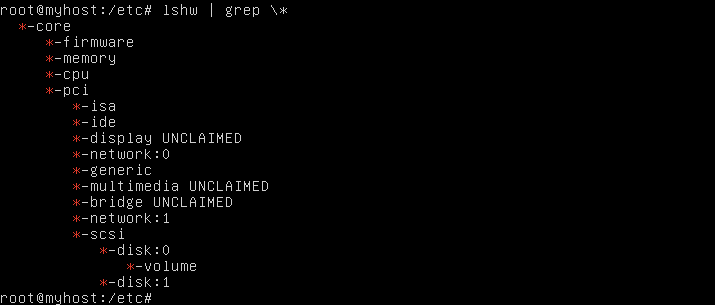 root@myhost:/etc# lshw | grep \*
  *-core
     *-firmware
     *-memory
     *-cpu
     *-pci
        *-isa
        *-ide
        *-display UNCLAIMED
        *-network:0
        *-generic
        *-multimedia UNCLAIMED
        *-bridge UNCLAIMED
        *-network:1
        *-scsi
           *-disk:0
              *-volume
           *-disk:1
root@myhost:/etc#